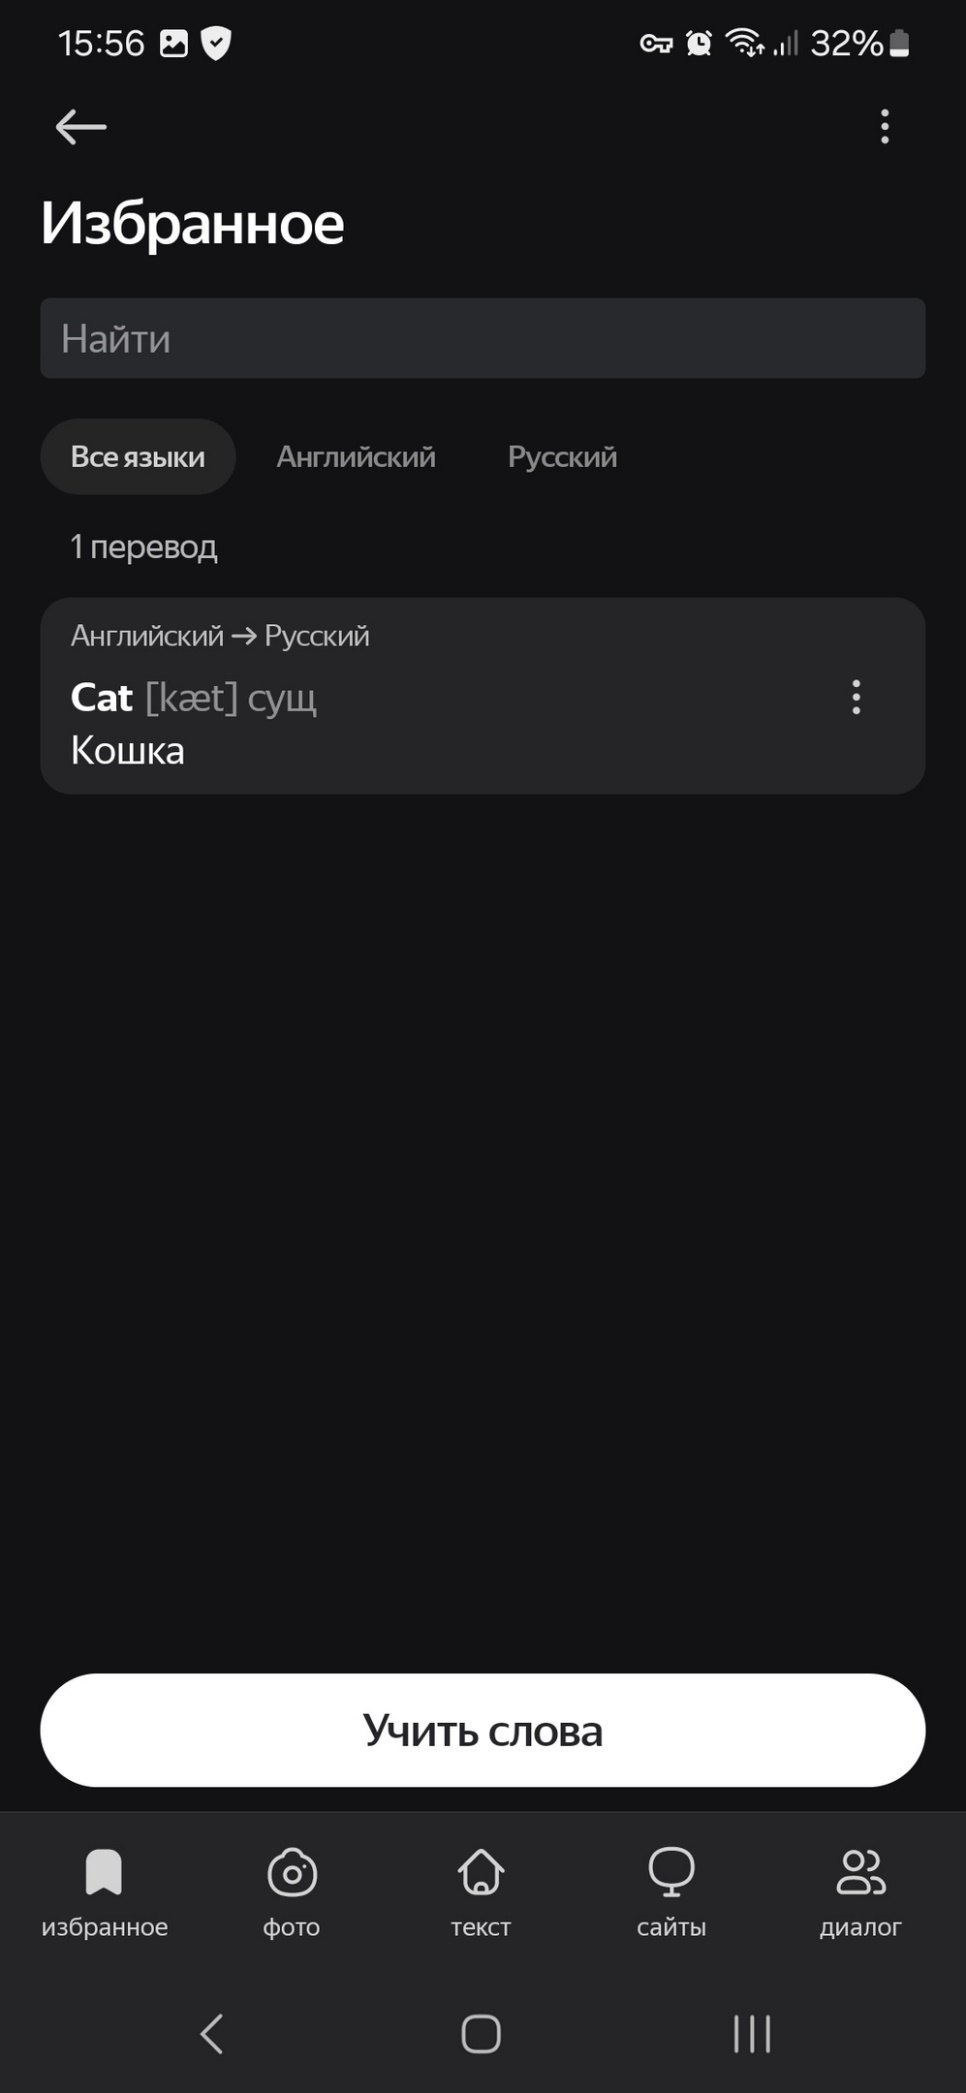 15:56 32%
Избранное
Найти
Все языки Английский Русский
1 перевод
Английский → Русский
Cat [kæt] сущ
Кошка
Учить слова
избранное фото текст сайты диалог